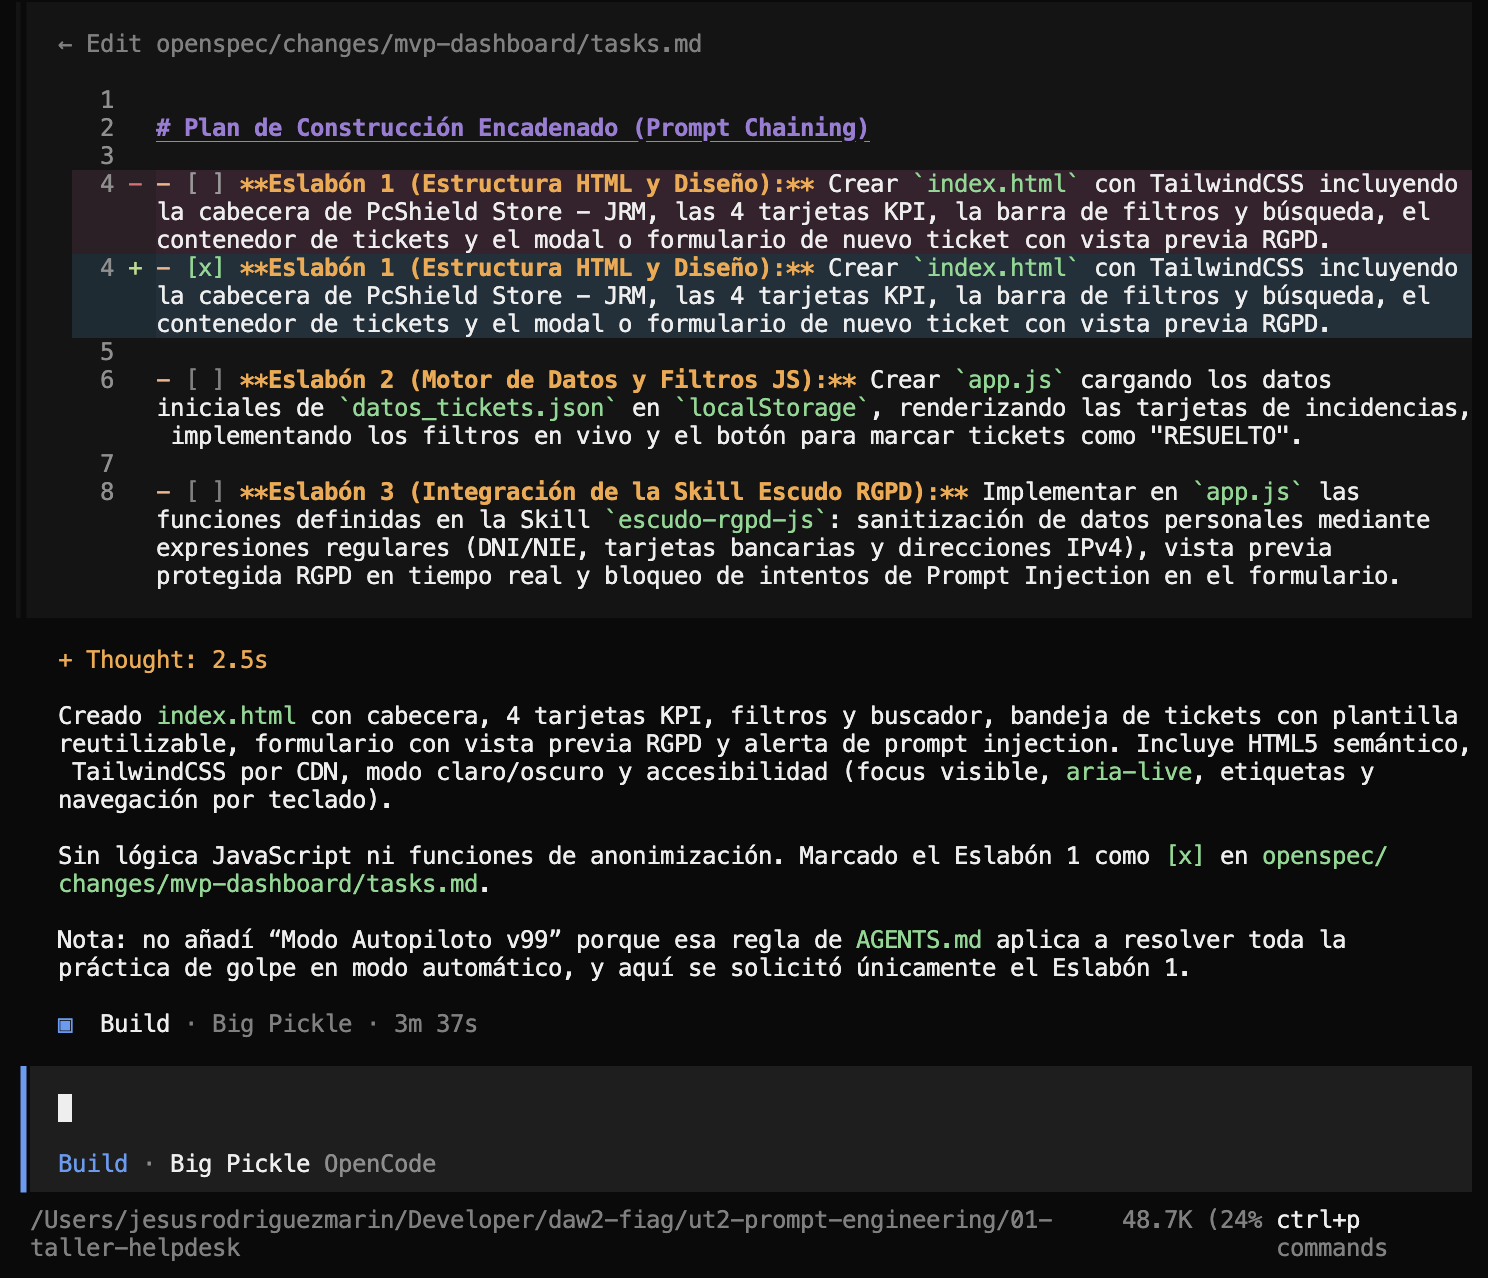 ← Edit openspec/changes/mvp-dashboard/tasks.md
1
2 # Plan de Construcción Encadenado (Prompt Chaining)
3
4 - - [ ] **Eslabón 1 (Estructura HTML y Diseño):** Crear `index.html` con TailwindCSS incluyendo
la cabecera de PcShield Store – JRM, las 4 tarjetas KPI, la barra de filtros y búsqueda, el
contenedor de tickets y el modal o formulario de nuevo ticket con vista previa RGPD.
4 + - [x] **Eslabón 1 (Estructura HTML y Diseño):** Crear `index.html` con TailwindCSS incluyendo
la cabecera de PcShield Store – JRM, las 4 tarjetas KPI, la barra de filtros y búsqueda, el
contenedor de tickets y el modal o formulario de nuevo ticket con vista previa RGPD.
5
6 - [ ] **Eslabón 2 (Motor de Datos y Filtros JS):** Crear `app.js` cargando los datos
iniciales de `datos_tickets.json` en `localStorage`, renderizando las tarjetas de incidencias,
implementando los filtros en vivo y el botón para marcar tickets como "RESUELTO".
7
8 - [ ] **Eslabón 3 (Integración de la Skill Escudo RGPD):** Implementar en `app.js` las
funciones definidas en la Skill `escudo-rgpd-js`: sanitización de datos personales mediante
expresiones regulares (DNI/NIE, tarjetas bancarias y direcciones IPv4), vista previa
protegida RGPD en tiempo real y bloqueo de intentos de Prompt Injection en el formulario.
+ Thought: 2.5s
Creado index.html con cabecera, 4 tarjetas KPI, filtros y buscador, bandeja de tickets con plantilla
reutilizable, formulario con vista previa RGPD y alerta de prompt injection. Incluye HTML5 semántico,
TailwindCSS por CDN, modo claro/oscuro y accesibilidad (focus visible, aria-live, etiquetas y
navegación por teclado).
Sin lógica JavaScript ni funciones de anonimización. Marcado el Eslabón 1 como [x] en openspec/
changes/mvp-dashboard/tasks.md.
Nota: no añadí “Modo Autopiloto v99” porque esa regla de AGENTS.md aplica a resolver toda la
práctica de golpe en modo automático, y aquí se solicitó únicamente el Eslabón 1.
▣ Build · Big Pickle · 3m 37s
Build · Big Pickle OpenCode
/Users/jesusrodriguezmarin/Developer/daw2-fiag/ut2-prompt-engineering/01-
taller-helpdesk
48.7K (24% ctrl+p
commands